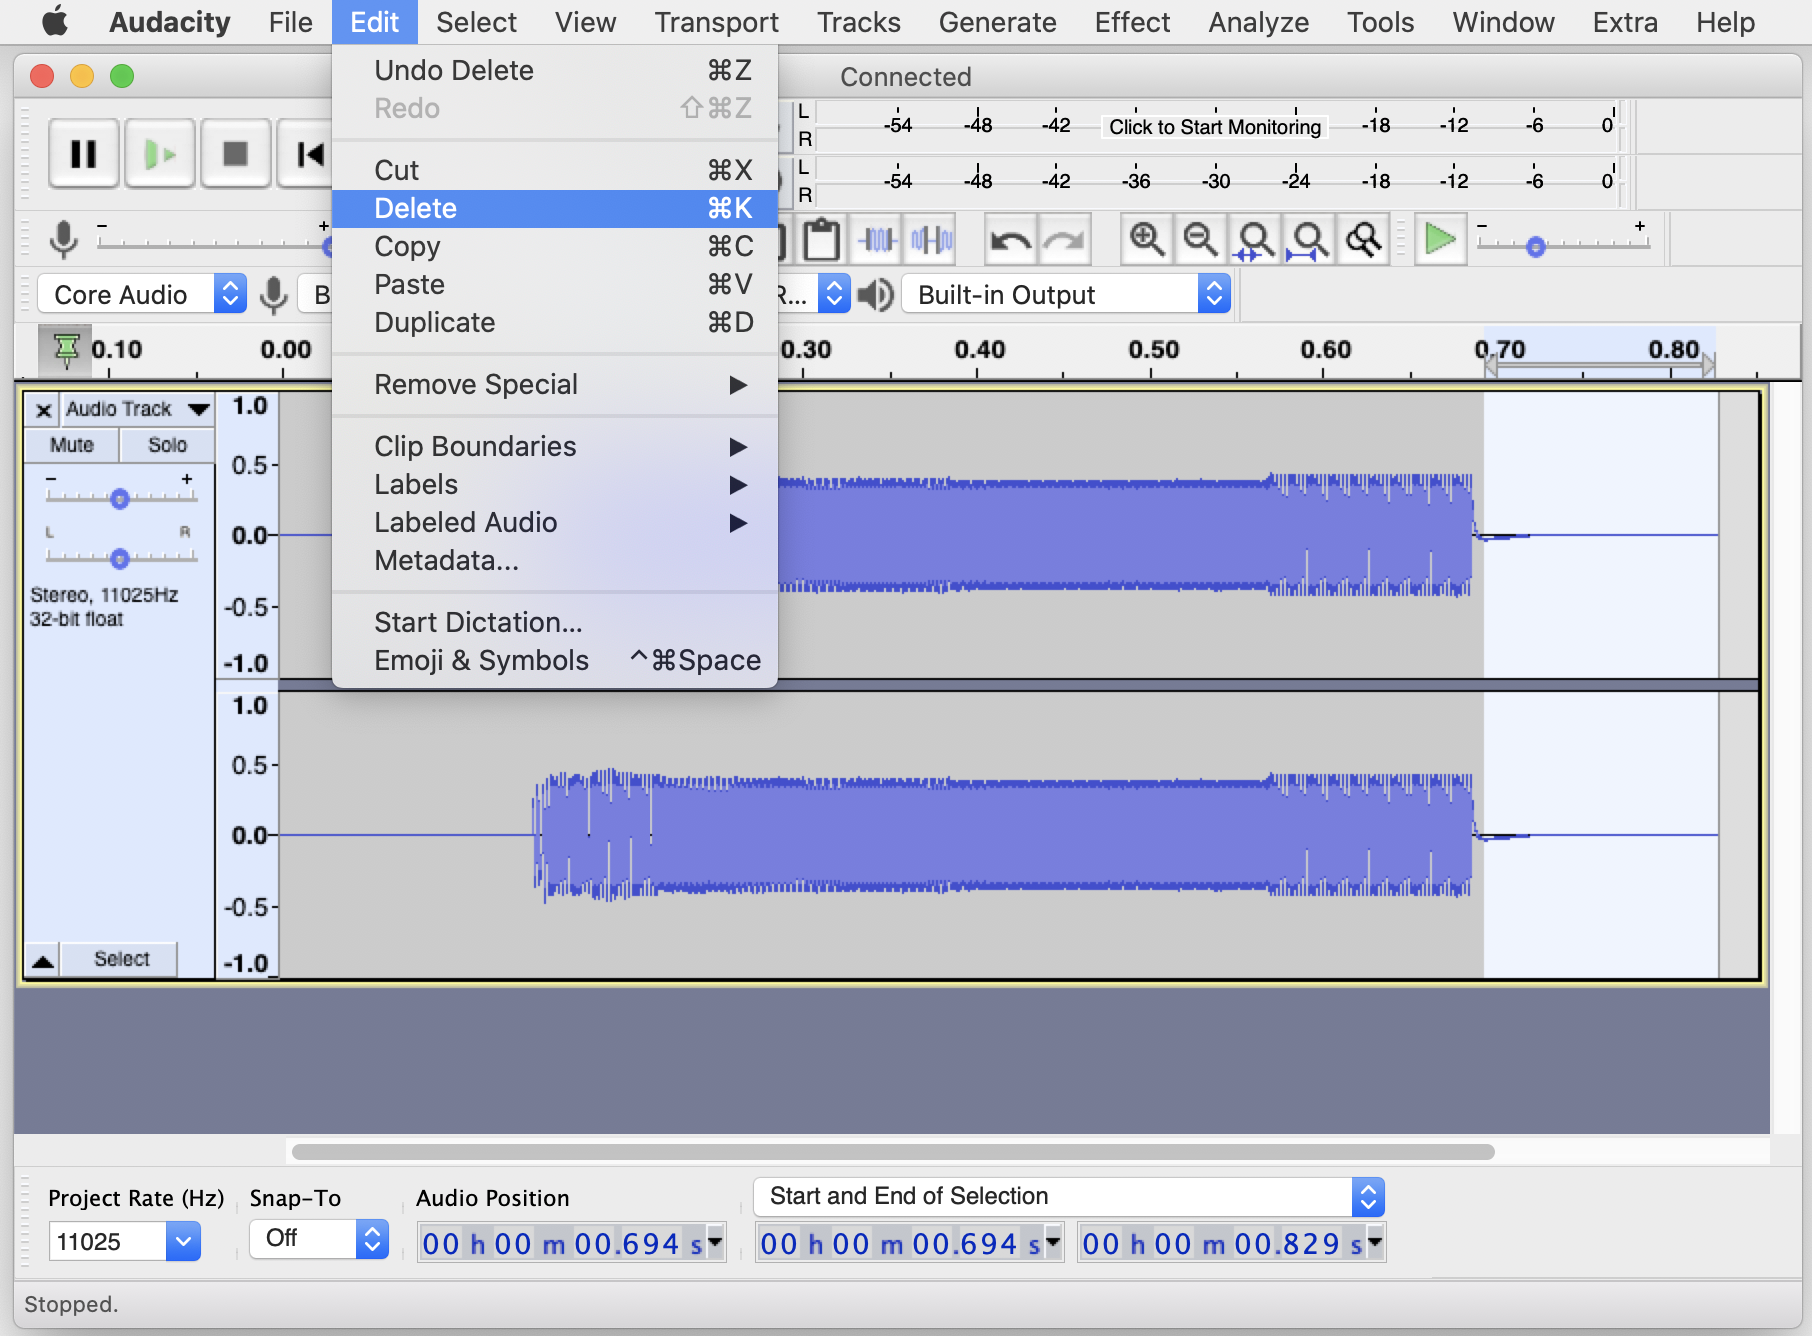 Audacity File Edit Select View Transport Tracks Generate Effect Analyze Tools Window Extra Help
Connected
Undo Delete ⌘Z
Redo ⇧⌘Z
Cut ⌘X
Delete ⌘K
Copy ⌘C
Paste ⌘V
Duplicate ⌘D
Remove Special ▶
Clip Boundaries ▶
Labels ▶
Labeled Audio ▶
Metadata...
Start Dictation...
Emoji & Symbols ^⌘Space
L
R
-54 -48 -42 Click to Start Monitoring -18 -12 -6 0
L
R
-54 -48 -42 -36 -30 -24 -18 -12 -6 0
- +
- +
Core Audio B R... Built-in Output
0.10 0.00 0.30 0.40 0.50 0.60 0.70 0.80
× Audio Track
Mute Solo
- +
L R
Stereo, 11025Hz
32-bit float
Select
1.0
0.5
0.0
-0.5
-1.0
1.0
0.5
0.0
-0.5
-1.0
Project Rate (Hz) Snap-To Audio Position Start and End of Selection
11025 Off 00 h 00 m 00.694 s 00 h 00 m 00.694 s 00 h 00 m 00.829 s
Stopped.